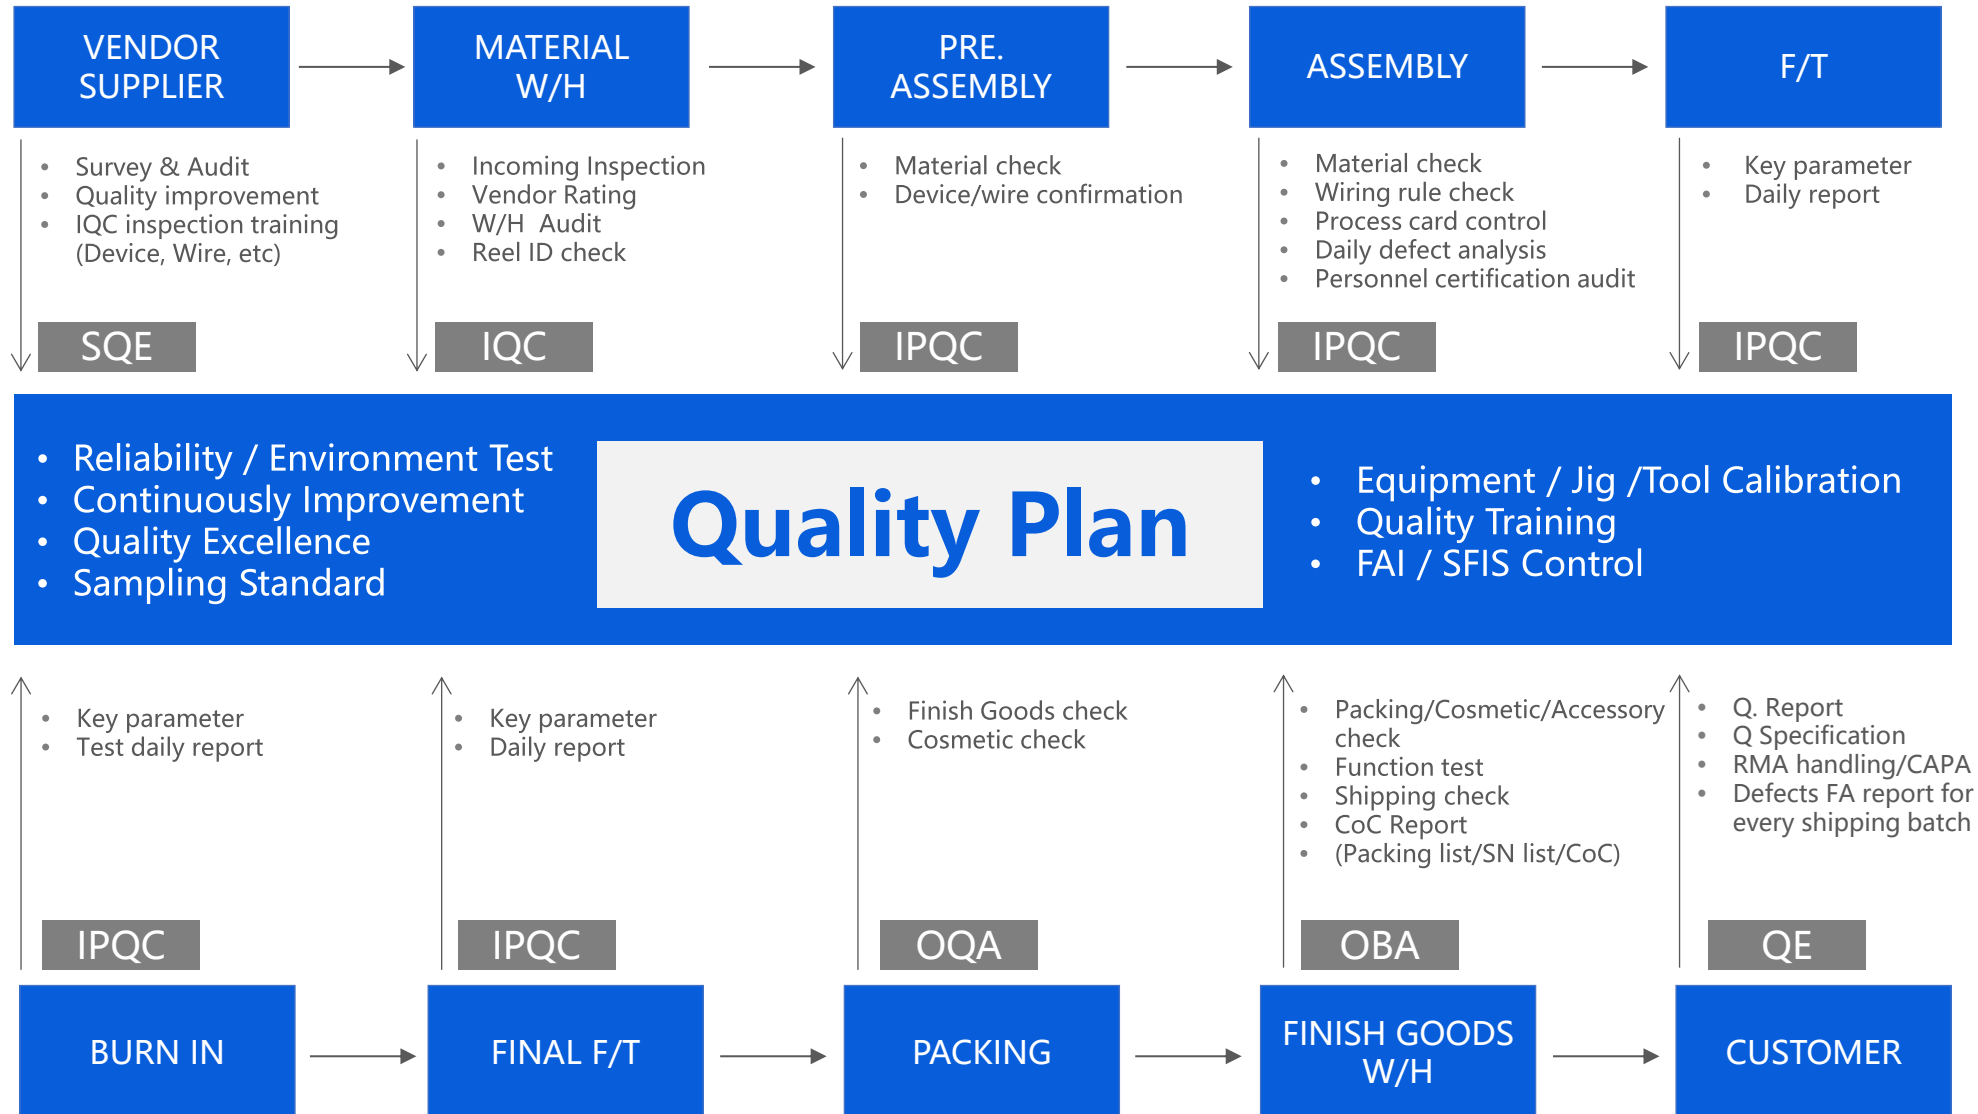 VENDOR
SUPPLIER
MATERIAL
W/H
PRE.
ASSEMBLY
ASSEMBLY
F/T
• Survey & Audit
• Quality improvement
• IQC inspection training
(Device, Wire, etc)
SQE
• Incoming Inspection
• Vendor Rating
• W/H Audit
• Reel ID check
IQC
• Material check
• Device/wire confirmation
IPQC
• Material check
• Wiring rule check
• Process card control
• Daily defect analysis
• Personnel certification audit
IPQC
• Key parameter
• Daily report
IPQC
• Reliability / Environment Test
• Continuously Improvement
• Quality Excellence
• Sampling Standard
Quality Plan
• Equipment / Jig /Tool Calibration
• Quality Training
• FAI / SFIS Control
• Key parameter
• Test daily report
IPQC
• Key parameter
• Daily report
IPQC
• Finish Goods check
• Cosmetic check
OQA
• Packing/Cosmetic/Accessory
check
• Function test
• Shipping check
• CoC Report
• (Packing list/SN list/CoC)
OBA
• Q. Report
• Q Specification
• RMA handling/CAPA
• Defects FA report for
every shipping batch
QE
BURN IN
FINAL F/T
PACKING
FINISH GOODS
W/H
CUSTOMER